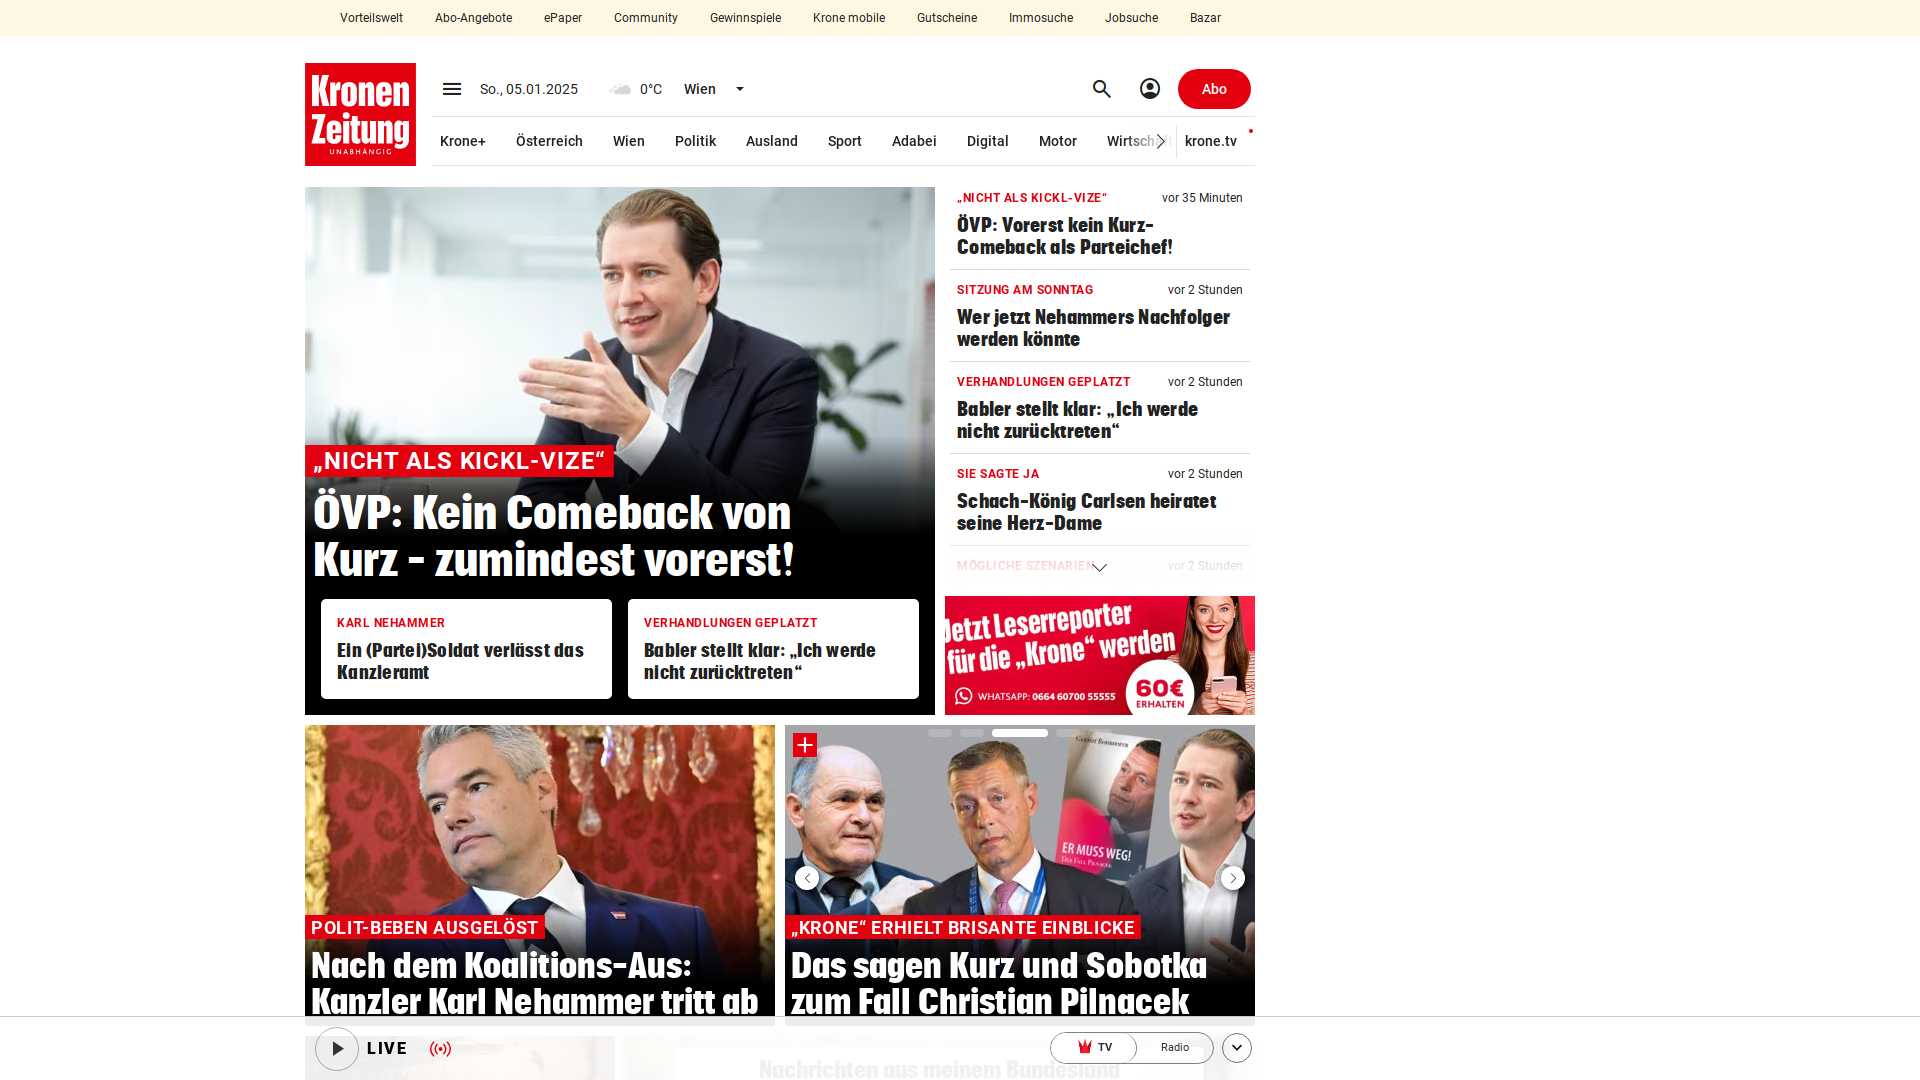 Vorteilswelt Abo-Angebote ePaper Community Gewinnspiele Krone mobile Gutscheine Immosuche Jobsuche Bazar
Kronen
Zeitung
UNABHÄNGIG
So., 05.01.2025 0°C Wien
Abo
Krone+ Österreich Wien Politik Ausland Sport Adabei Digital Motor krone.tv
„NICHT ALS KICKL-VIZE“
ÖVP: Kein Comeback von
Kurz – zumindest vorerst!
KARL NEHAMMER
Ein (Partei)Soldat verlässt das
Kanzleramt
VERHANDLUNGEN GEPLATZT
Babler stellt klar: „Ich werde
nicht zurücktreten“
„NICHT ALS KICKL-VIZE“ vor 35 Minuten
ÖVP: Vorerst kein Kurz-
Comeback als Parteichef!
SITZUNG AM SONNTAG vor 2 Stunden
Wer jetzt Nehammers Nachfolger
werden könnte
VERHANDLUNGEN GEPLATZT vor 2 Stunden
Babler stellt klar: „Ich werde
nicht zurücktreten“
SIE SAGTE JA vor 2 Stunden
Schach-König Carlsen heiratet
seine Herz-Dame
MÖGLICHE SZENARIEN vor 2 Stunden
Jetzt Leserreporter
für die „Krone“ werden
WHATSAPP: 0664 60700 55555
60€
ERHALTEN
POLIT-BEBEN AUSGELÖST
Nach dem Koalitions-Aus:
Kanzler Karl Nehammer tritt ab
ER MUSS WEG!
„KRONE“ ERHIELT BRISANTE EINBLICKE
Das sagen Kurz und Sobotka
zum Fall Christian Pilnacek
LIVE
TV Radio
Nachrichten aus meinem Bundesland